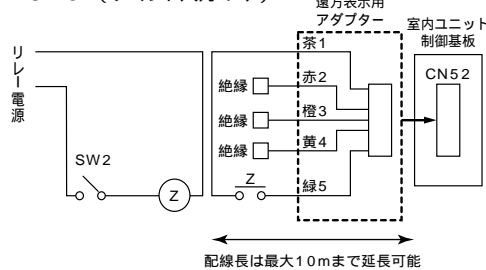 遠方表示用
アダプター
室内ユニット
制御基板
リレー電源
茶1
CN52
絶縁
赤2
絶縁
橙3
絶縁
黄4
SW2
Z
Z
緑5
配線長は最大10mまで延長可能